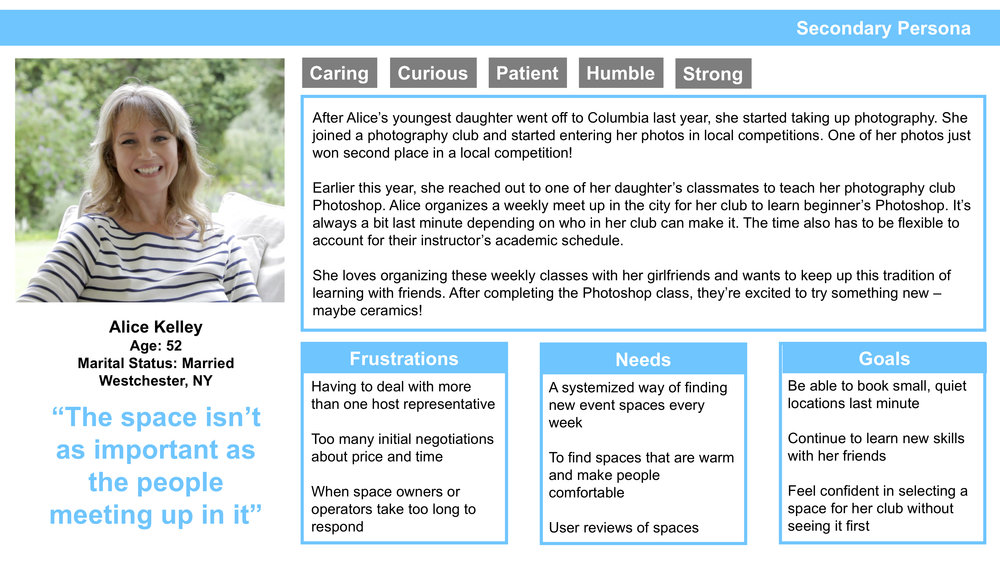 Secondary Persona
Caring
Curious
Patient
Humble
Strong
After Alice’s youngest daughter went off to Columbia last year, she started taking up photography. She
joined a photography club and started entering her photos in local competitions. One of her photos just
won second place in a local competition!
Earlier this year, she reached out to one of her daughter’s classmates to teach her photography club
Photoshop. Alice organizes a weekly meet up in the city for her club to learn beginner’s Photoshop. It’s
always a bit last minute depending on who in her club can make it. The time also has to be flexible to
account for their instructor’s academic schedule.
She loves organizing these weekly classes with her girlfriends and wants to keep up this tradition of
learning with friends. After completing the Photoshop class, they’re excited to try something new –
maybe ceramics!
Alice Kelley
Age: 52
Marital Status: Married
Westchester, NY
“The space isn’t
as important as
the people
meeting up in it”
Frustrations
Having to deal with more
than one host representative
Too many initial negotiations
about price and time
When space owners or
operators take too long to
respond
Needs
A systemized way of finding
new event spaces every
week
To find spaces that are warm
and make people
comfortable
User reviews of spaces
Goals
Be able to book small, quiet
locations last minute
Continue to learn new skills
with her friends
Feel confident in selecting a
space for her club without
seeing it first